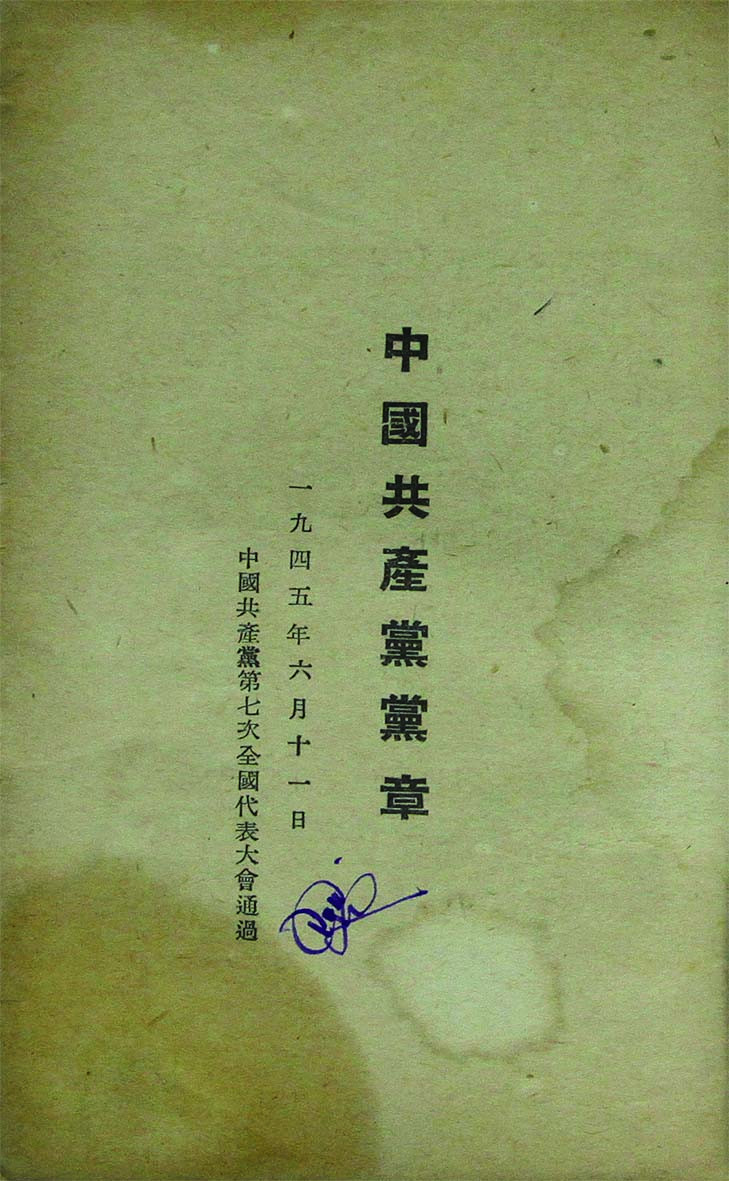 中國共產黨黨章
一九四五年六月十一日
中國共產黨第七次全國代表大會通過